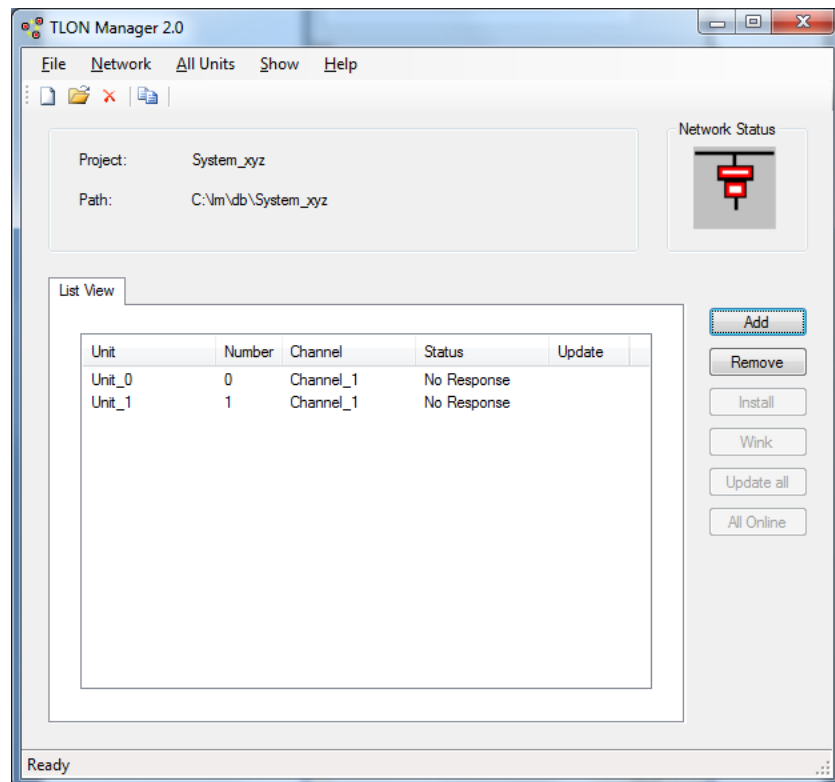 TLON Manager 2.0
File Network All Units Show Help
Network Status
Project: System_xyz
Path: C:\lm\db\System_xyz
List View
Add
Unit Number Channel Status Update
Remove
Unit_0 0 Channel_1 No Response
Unit_1 1 Channel_1 No Response
Install
Wink
Update all
All Online
Ready